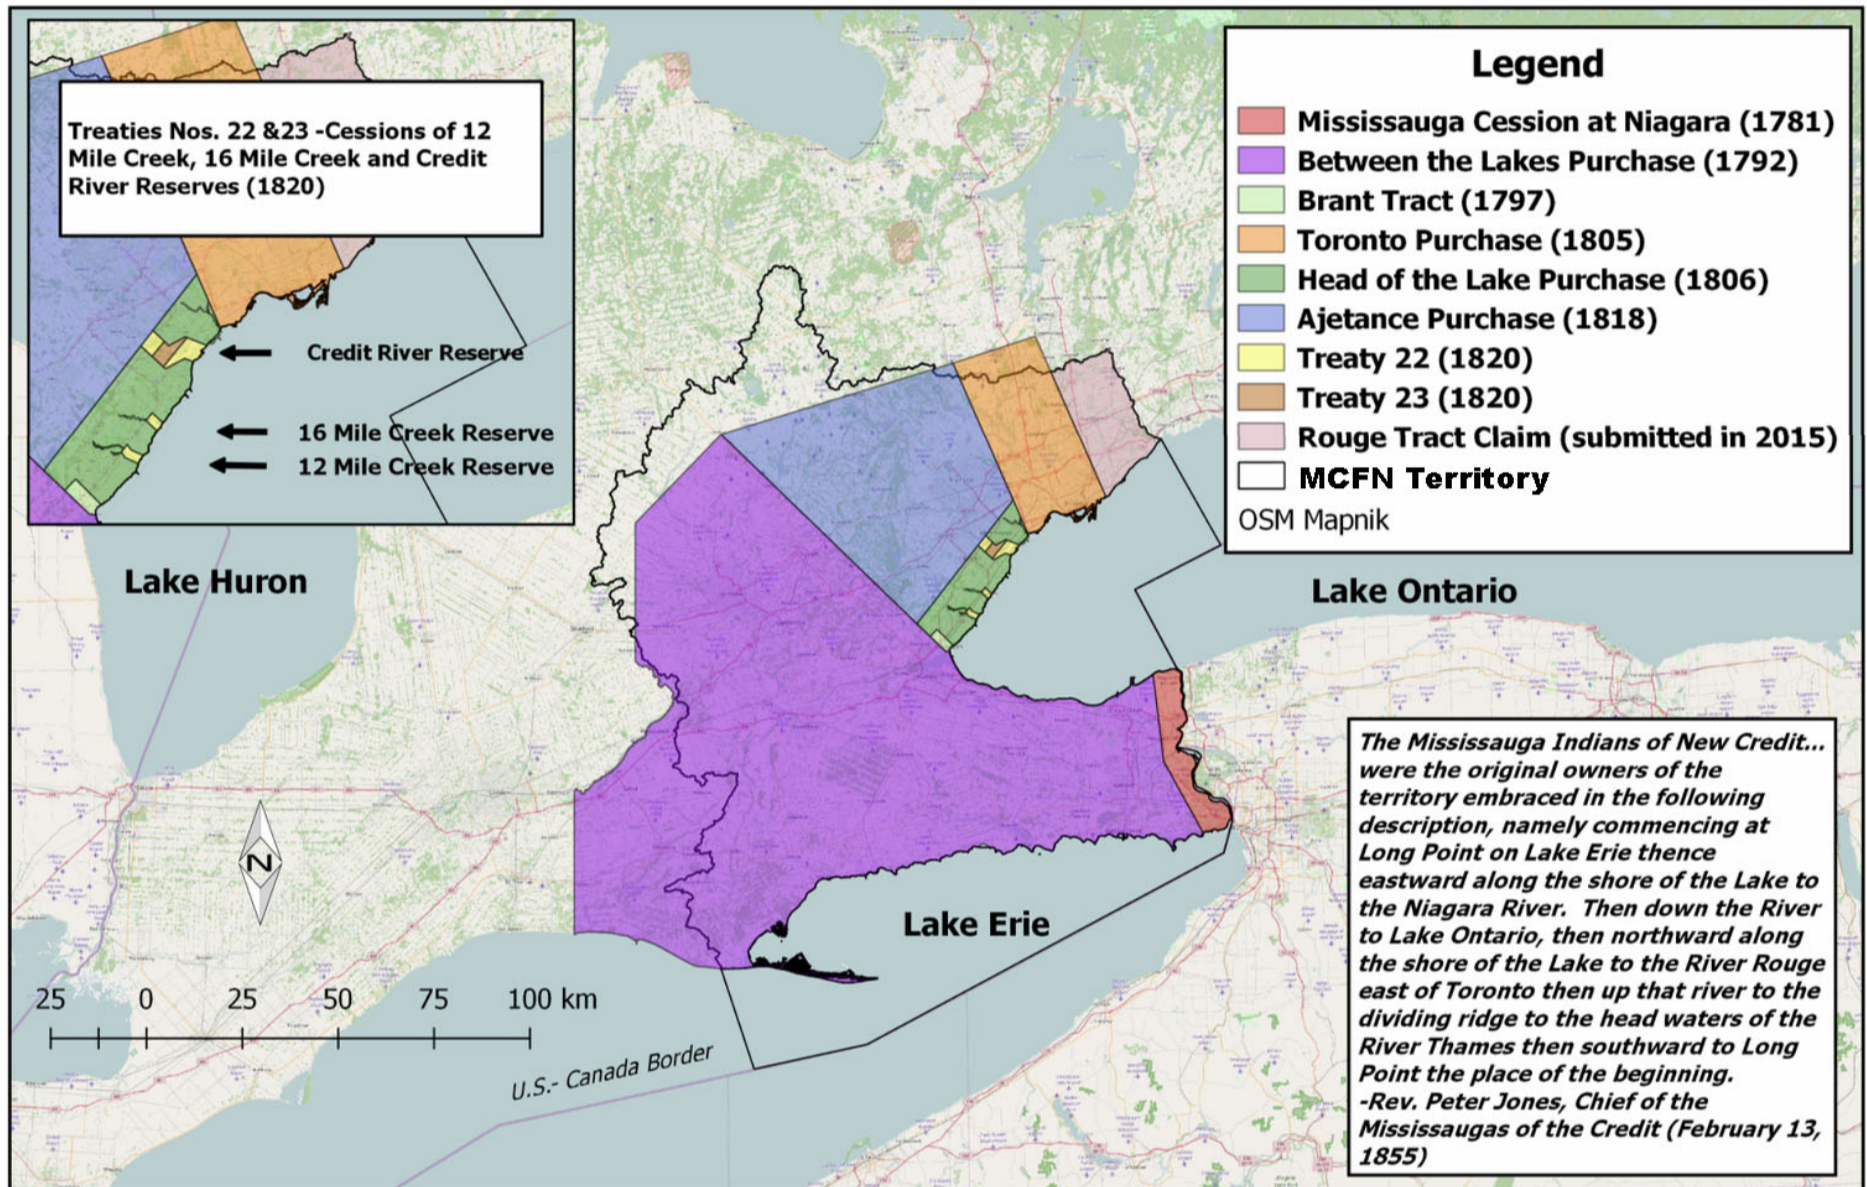 Treaties Nos. 22 &23 -Cessions of 12
Mile Creek, 16 Mile Creek and Credit
River Reserves (1820)
Credit River Reserve
16 Mile Creek Reserve
12 Mile Creek Reserve
Legend
Mississauga Cession at Niagara (1781)
Between the Lakes Purchase (1792)
Brant Tract (1797)
Toronto Purchase (1805)
Head of the Lake Purchase (1806)
Ajetance Purchase (1818)
Treaty 22 (1820)
Treaty 23 (1820)
Rouge Tract Claim (submitted in 2015)
MCFN Territory
OSM Mapnik
Lake Huron
Lake Ontario
Lake Erie
N
25 0 25 50 75 100 km
U.S.- Canada Border
The Mississauga Indians of New Credit...
were the original owners of the
territory embraced in the following
description, namely commencing at
Long Point on Lake Erie thence
eastward along the shore of the Lake to
the Niagara River. Then down the River
to Lake Ontario, then northward along
the shore of the Lake to the River Rouge
east of Toronto then up that river to the
dividing ridge to the head waters of the
River Thames then southward to Long
Point the place of the beginning.
-Rev. Peter Jones, Chief of the
Mississaugas of the Credit (February 13,
1855)